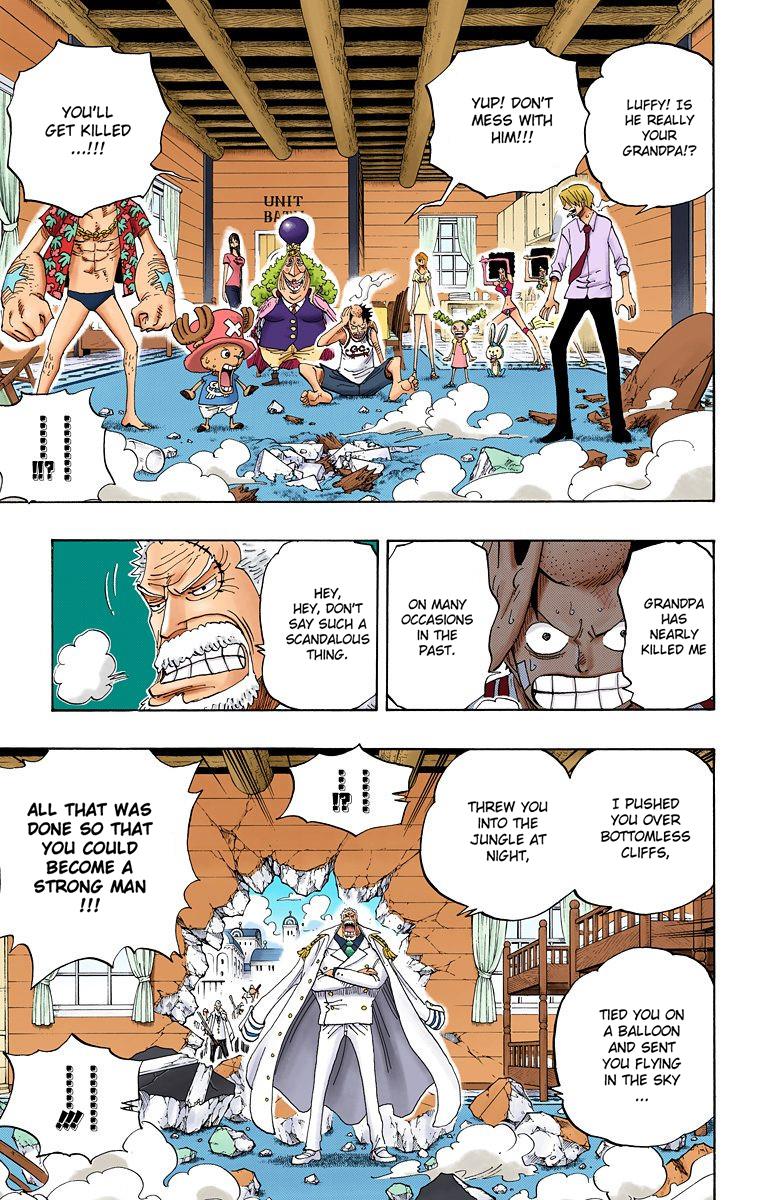 LUFFY! IS
HE REALLY
YOUR
GRANDPA!?
YUP! DON'T
MESS WITH
HIM!!!
YOU'LL
GET KILLED
...!!!
UNIT
BATH
!!?
GRANDPA
HAS
NEARLY
KILLED ME
ON MANY
OCCASIONS
IN THE
PAST.
HEY,
HEY, DON'T
SAY SUCH A
SCANDALOUS
THING.
I PUSHED
YOU OVER
BOTTOMLESS
CLIFFS,
THREW YOU
INTO THE
JUNGLE AT
NIGHT,
!?
TIED YOU ON
A BALLOON
AND SENT
YOU FLYING
IN THE SKY
...
ALL THAT WAS
DONE SO THAT
YOU COULD
BECOME A
STRONG MAN
!!!
!!!